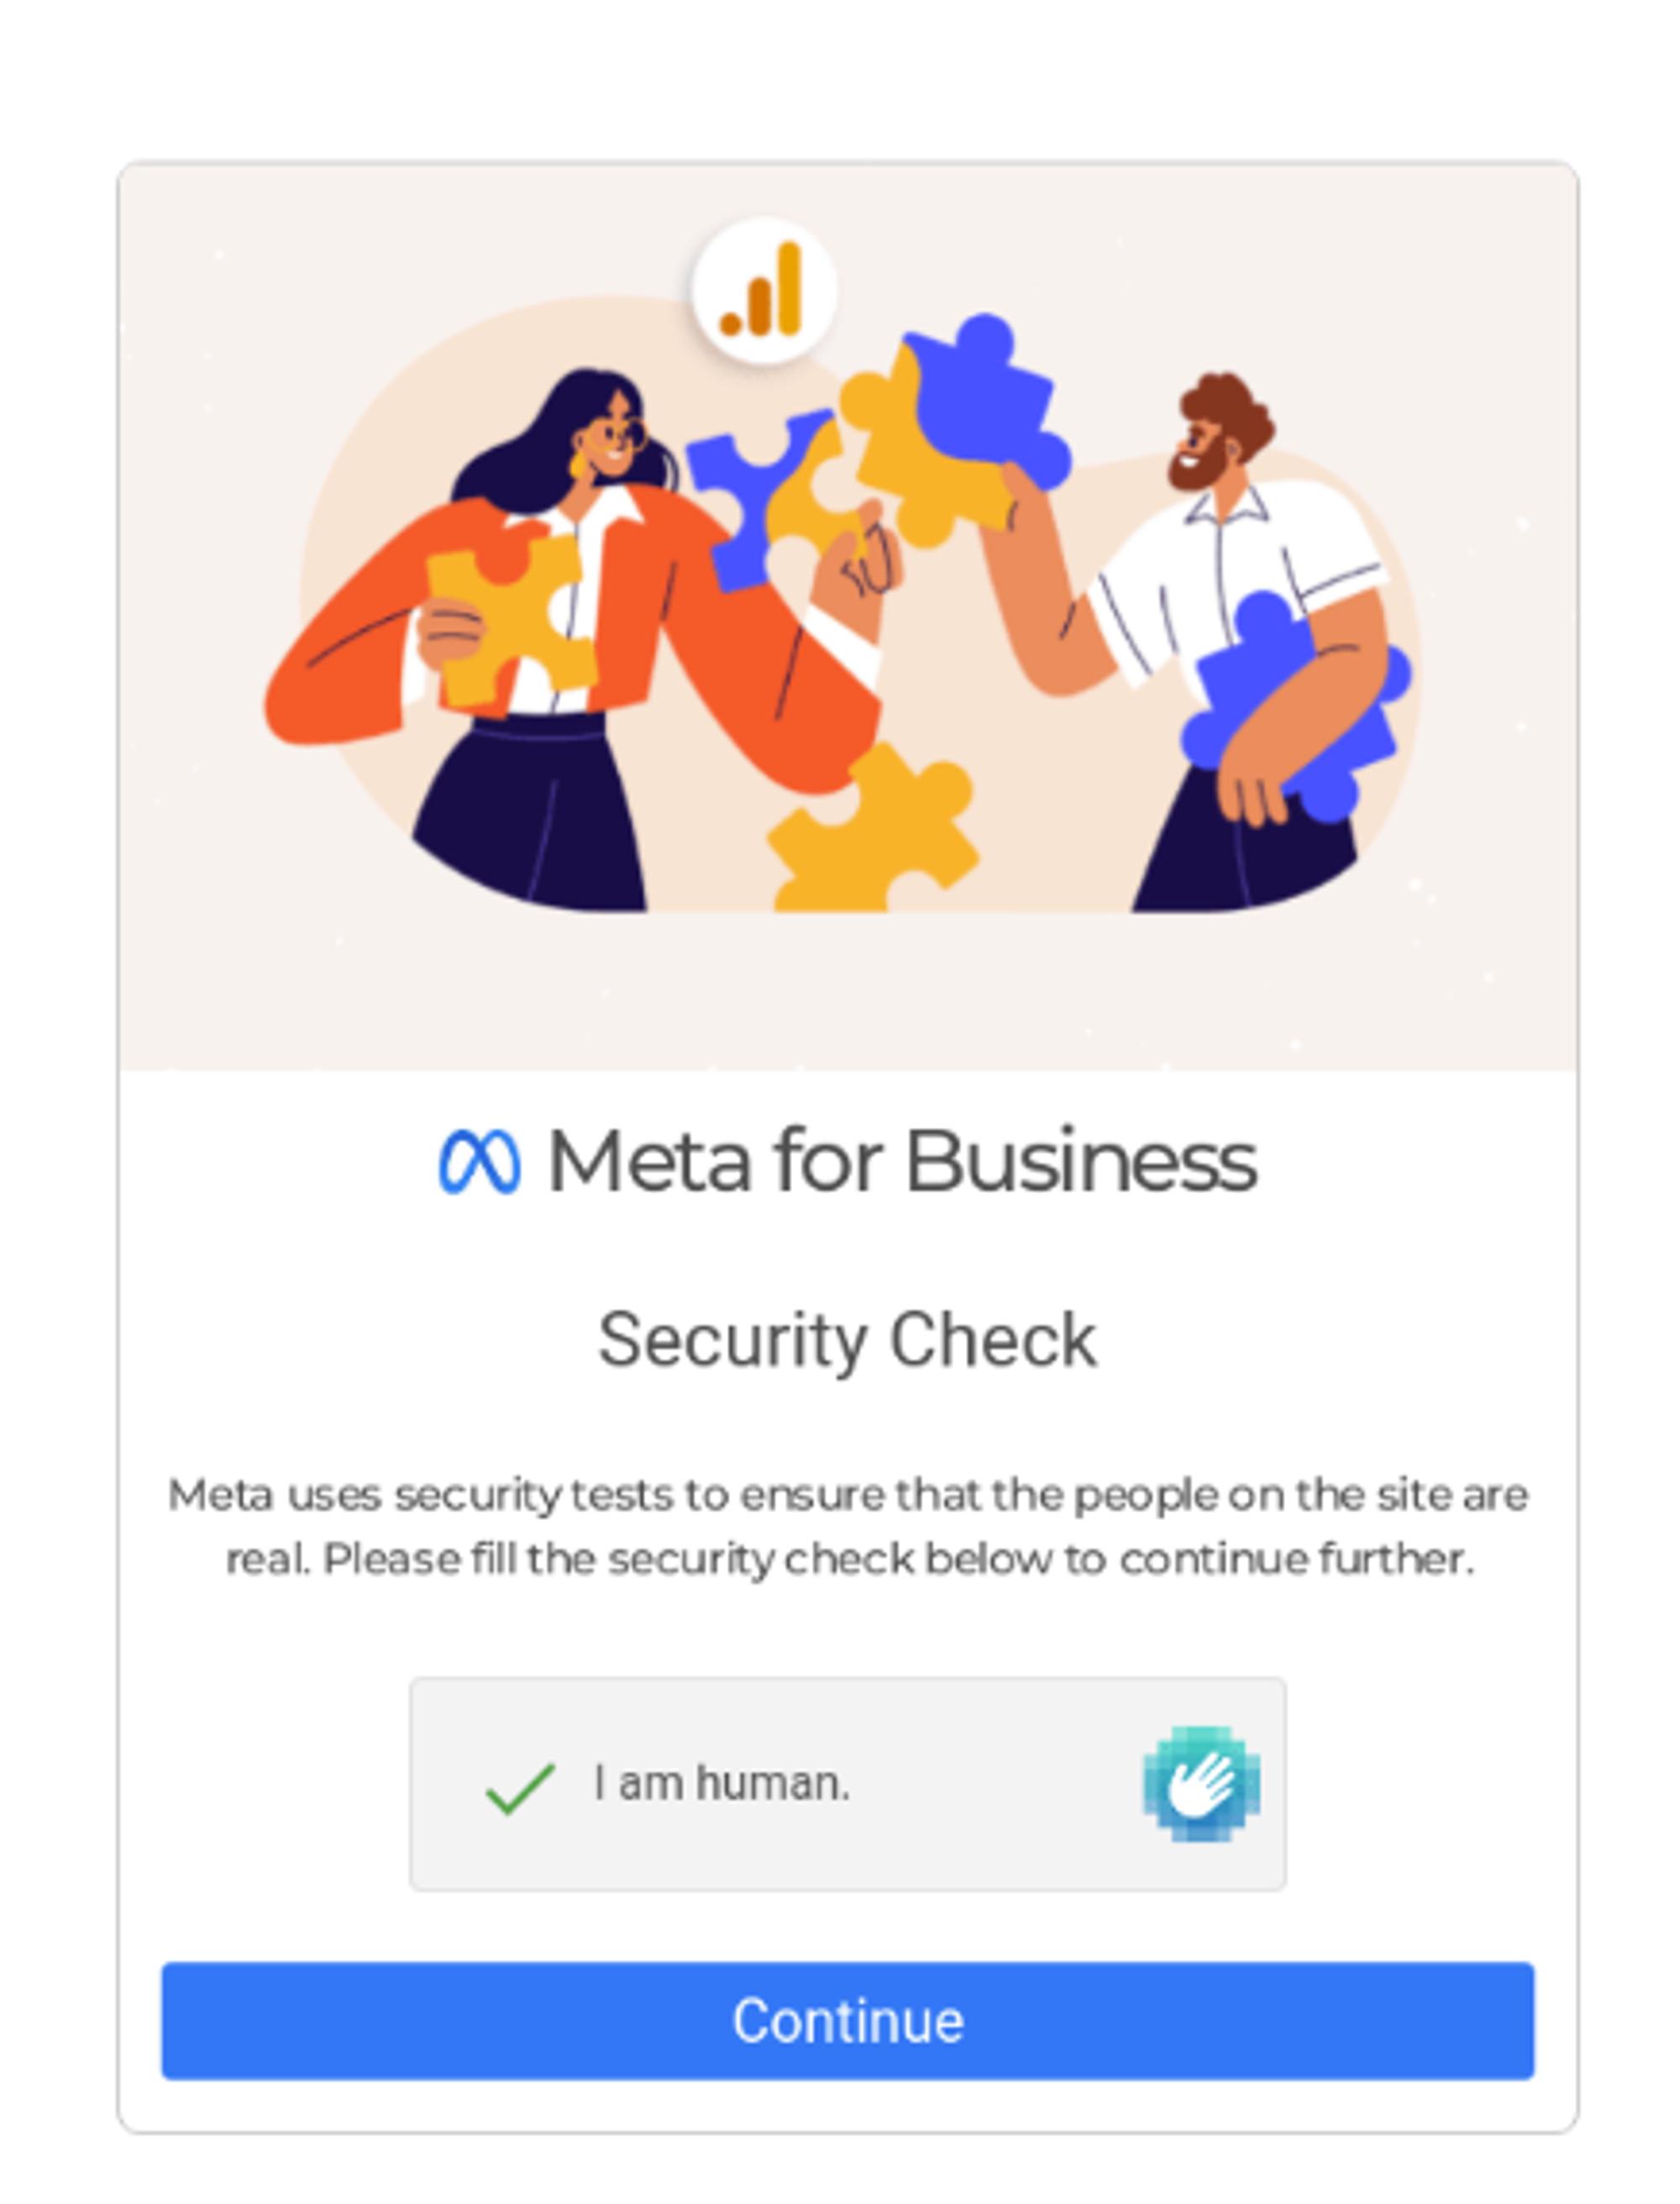 Meta for Business
Security Check
Meta uses security tests to ensure that the people on the site are
real. Please fill the security check below to continue further.
I am human.
Continue